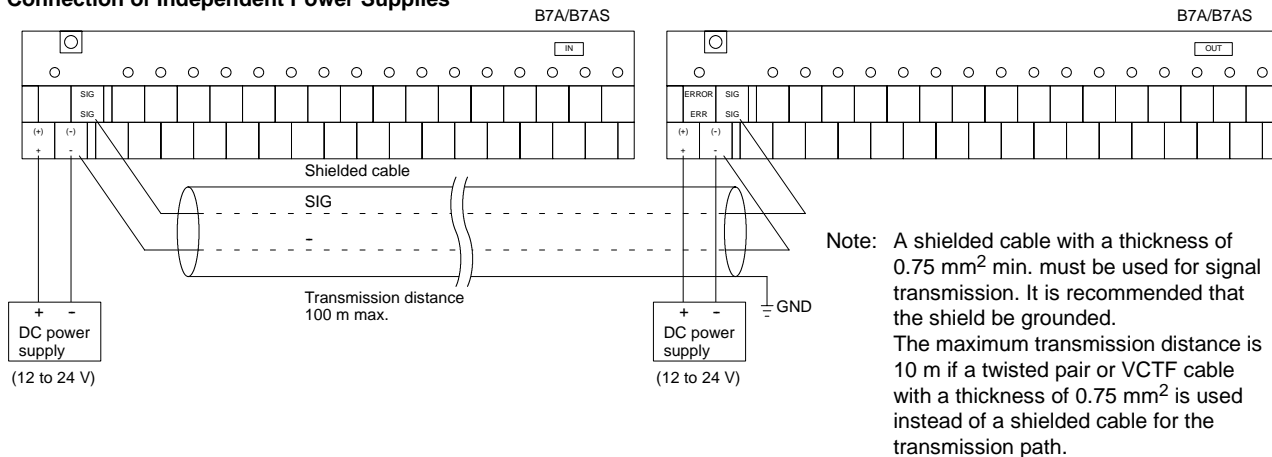 Connection of Independent Power Supplies
B7A/B7AS
B7A/B7AS
IN
OUT
SIG
SIG
(+) (-)
+ -
ERROR SIG
ERR SIG
(+) (-)
+ -
Shielded cable
SIG
-
Transmission distance
100 m max.
+ -
DC power
supply
(12 to 24 V)
+ -
DC power
supply
(12 to 24 V)
GND
Note: A shielded cable with a thickness of
0.75 mm2 min. must be used for signal
transmission. It is recommended that
the shield be grounded.
The maximum transmission distance is
10 m if a twisted pair or VCTF cable
with a thickness of 0.75 mm2 is used
instead of a shielded cable for the
transmission path.